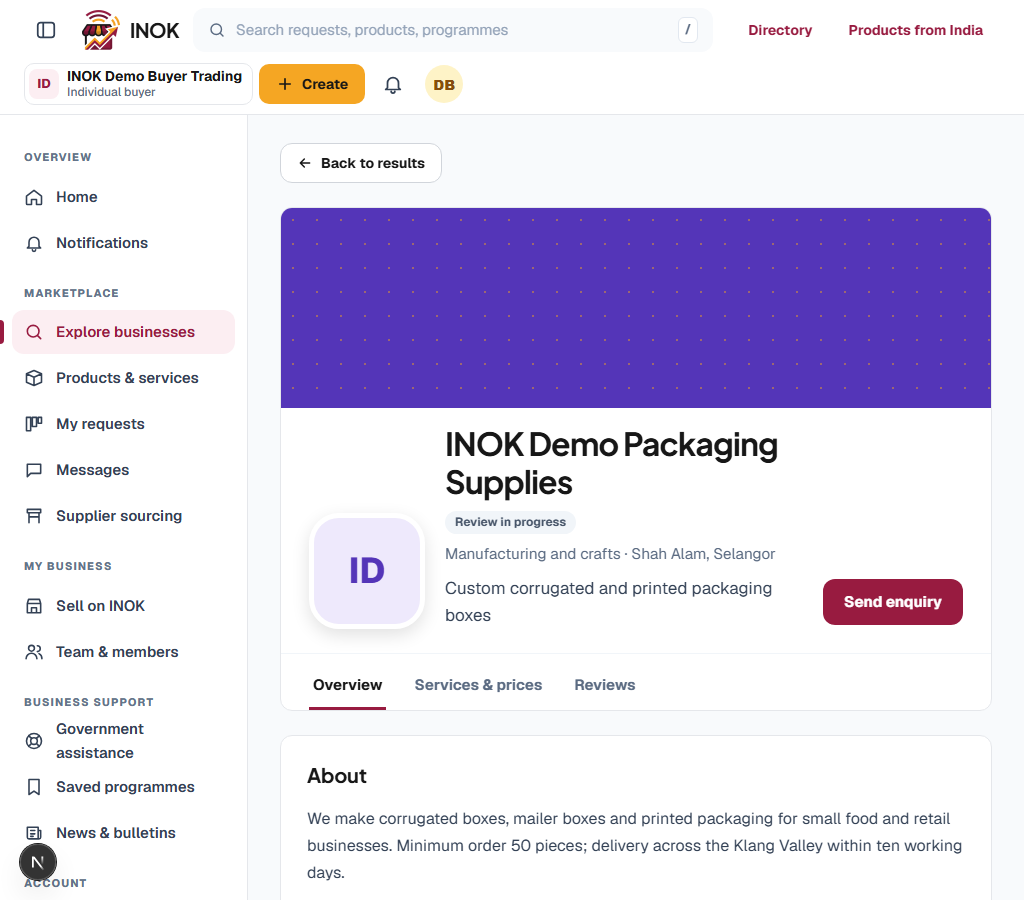 INOK
Search requests, products, programmes
/
Directory
Products from India
ID
INOK Demo Buyer Trading
Individual buyer
+ Create
DB
OVERVIEW
Home
Notifications
MARKETPLACE
Explore businesses
Products & services
My requests
Messages
Supplier sourcing
MY BUSINESS
Sell on INOK
Team & members
BUSINESS SUPPORT
Government
assistance
Saved programmes
News & bulletins
N
ACCOUNT
← Back to results
INOK Demo Packaging
Supplies
Review in progress
Manufacturing and crafts · Shah Alam, Selangor
ID
Custom corrugated and printed packaging
boxes
Send enquiry
Overview
Services & prices
Reviews
About
We make corrugated boxes, mailer boxes and printed packaging for small food and retail
businesses. Minimum order 50 pieces; delivery across the Klang Valley within ten working
days.